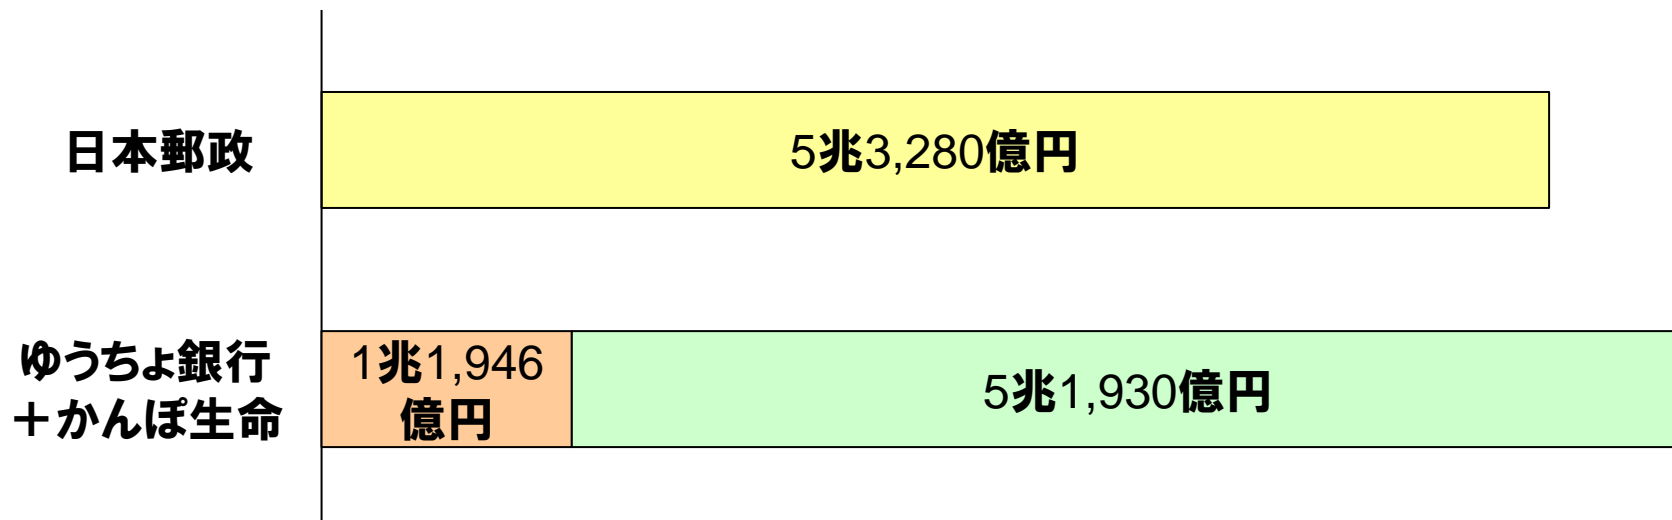 日本郵政
5兆3,280億円
ゆうちょ銀行
＋かんぽ生命
1兆1,946
億円
5兆1,930億円